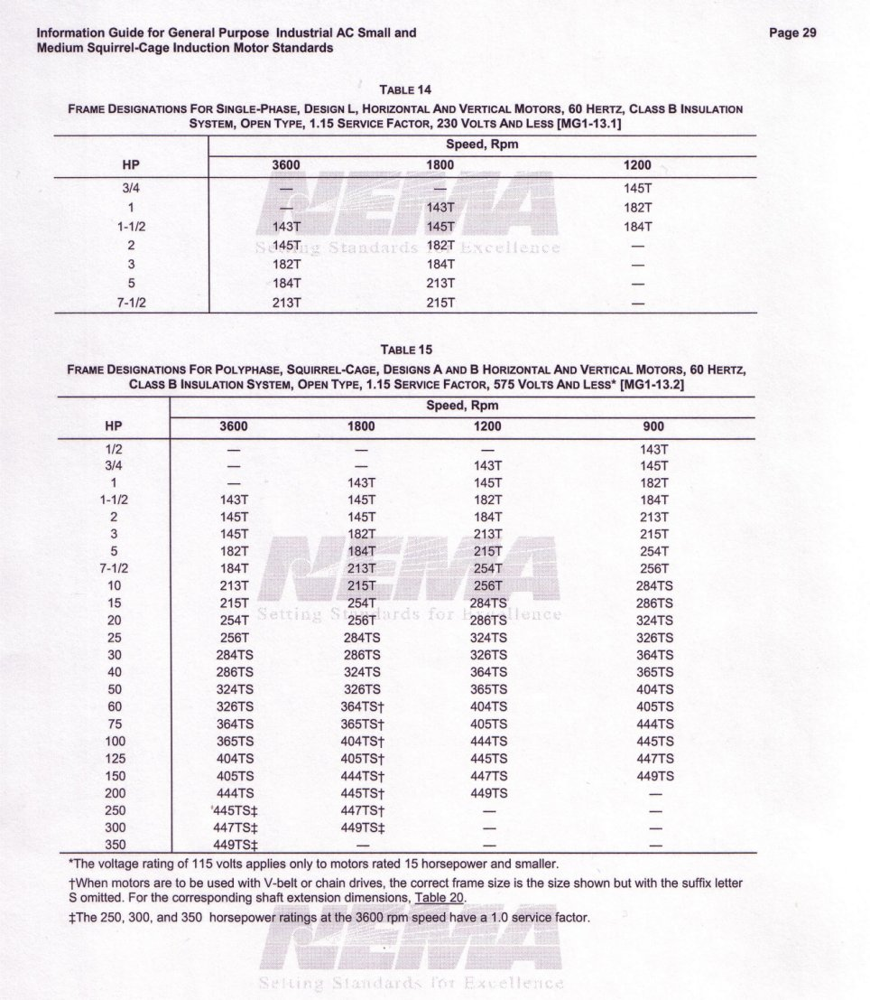 Information Guide for General Purpose Industrial AC Small and
Page 29
Medium Squirrel-Cage Induction Motor Standards
TABLE 14
FRAME DESIGNATIONS FOR SINGLE-PHASE, DESIGN L, HORIZONTAL AND VERTICAL MOTORS, 60 HERTZ, CLASS B INSULATION
SYSTEM, OPEN TYPE, 1.15 SERVICE FACTOR, 230 VOLTS AND LESS [MG1-13.1]
Speed, Rpm
HP 3600 1800 1200
3/4 — — 145T
1 — 143T 182T
1-1/2 143T 145T 184T
2 145T 182T —
3 182T 184T —
5 184T 213T —
7-1/2 213T 215T —
NEMA
Setting Standards for Excellence
TABLE 15
FRAME DESIGNATIONS FOR POLYPHASE, SQUIRREL-CAGE, DESIGNS A AND B HORIZONTAL AND VERTICAL MOTORS, 60 HERTZ,
CLASS B INSULATION SYSTEM, OPEN TYPE, 1.15 SERVICE FACTOR, 575 VOLTS AND LESS* [MG1-13.2]
Speed, Rpm
HP 3600 1800 1200 900
1/2 — — — 143T
3/4 — — 143T 145T
1 — 143T 145T 182T
1-1/2 143T 145T 182T 184T
2 145T 145T 184T 213T
3 145T 182T 213T 215T
5 182T 184T 215T 254T
7-1/2 184T 213T 254T 256T
10 213T 215T 256T 284TS
15 215T 254T 284TS 286TS
20 254T 256T 286TS 324TS
25 256T 284TS 324TS 326TS
30 284TS 286TS 326TS 364TS
40 286TS 324TS 364TS 365TS
50 324TS 326TS 365TS 404TS
60 326TS 364TS† 404TS 405TS
75 364TS 365TS† 405TS 444TS
100 365TS 404TS† 444TS 445TS
125 404TS 405TS† 445TS 447TS
150 405TS 444TS† 447TS 449TS
200 444TS 445TS† 449TS —
250 445TS‡ 447TS† — —
300 447TS‡ 449TS‡ — —
350 449TS‡ — — —
NEMA
Setting Standards for Excellence
*The voltage rating of 115 volts applies only to motors rated 15 horsepower and smaller.
†When motors are to be used with V-belt or chain drives, the correct frame size is the size shown but with the suffix letter
S omitted. For the corresponding shaft extension dimensions, Table 20.
‡The 250, 300, and 350 horsepower ratings at the 3600 rpm speed have a 1.0 service factor.
NEMA
Setting Standards for Excellence